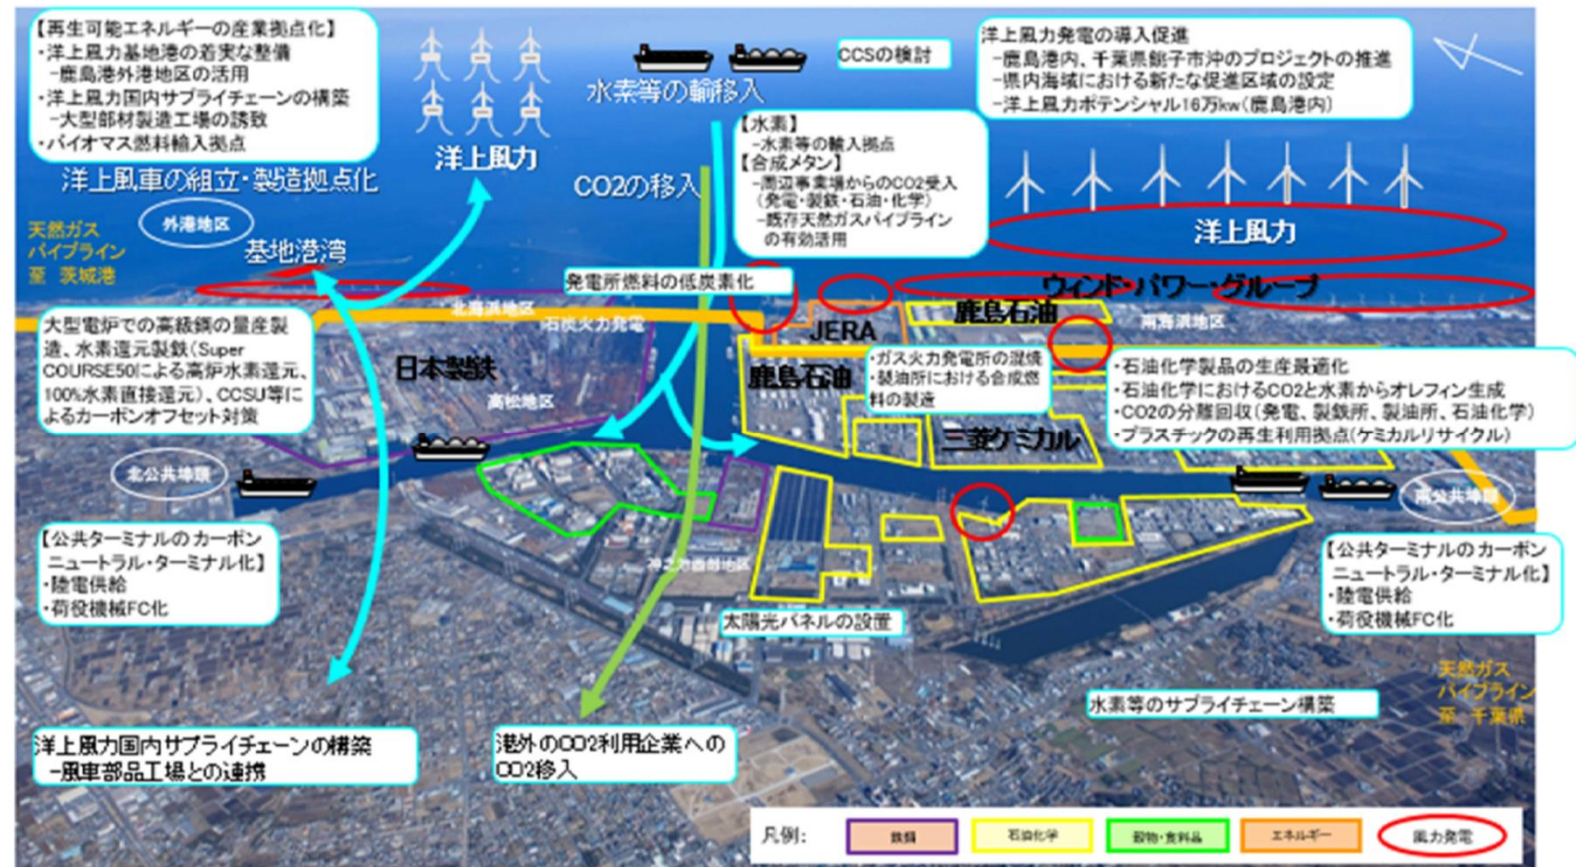 【再生可能エネルギーの産業拠点化】
・洋上風力基地港の着実な整備
－鹿島港外港地区の活用
・洋上風力国内サプライチェーンの構築
－大型部材製造工場の誘致
・バイオマス燃料輸入拠点
洋上風車の組立・製造拠点化
洋上風力
水素等の輸移入
CCSの検討
洋上風力発電の導入促進
－鹿島港内、千葉県銚子市沖のプロジェクトの推進
－県内海域における新たな促進区域の設定
－洋上風力ポテンシャル16万kw（鹿島港内）
【水素】
－水素等の輸入拠点
【合成メタン】
－周辺事業場からのCO2受入
（発電・製鉄・石油・化学）
－既存天然ガスパイプライン
の有効活用
CO2の移入
洋上風力
天然ガス
パイプライン
至 茨城港
外港地区
基地港湾
発電所燃料の低炭素化
ウィンド・パワー・グループ
北海浜地区
石炭火力発電
JERA
鹿島石油
南海浜地区
大型電炉での高級鋼の量産製
造、水素還元製鉄（Super
COURSE50による高炉水素還元、
100%水素直接還元）、CCSU等に
よるカーボンオフセット対策
日本製鉄
高松地区
鹿島石油
・ガス火力発電所の混焼
・製油所における合成燃
料の製造
・石油化学製品の生産最適化
・石油化学におけるCO2と水素からオレフィン生成
・CO2の分離回収（発電、製鉄所、製油所、石油化学）
・プラスチックの再生利用拠点（ケミカルリサイクル）
三菱ケミカル
北公共埠頭
南公共埠頭
【公共ターミナルのカーボン
ニュートラル・ターミナル化】
・陸電供給
・荷役機械FC化
神之池西部地区
太陽光パネルの設置
【公共ターミナルのカーボン
ニュートラル・ターミナル化】
・陸電供給
・荷役機械FC化
天然ガス
パイプライン
至 千葉県
水素等のサプライチェーン構築
洋上風力国内サプライチェーンの構築
－風車部品工場との連携
港外のCO2利用企業への
CO2移入
凡例：
鉄鋼
石油化学
穀物・食料品
エネルギー
風力発電